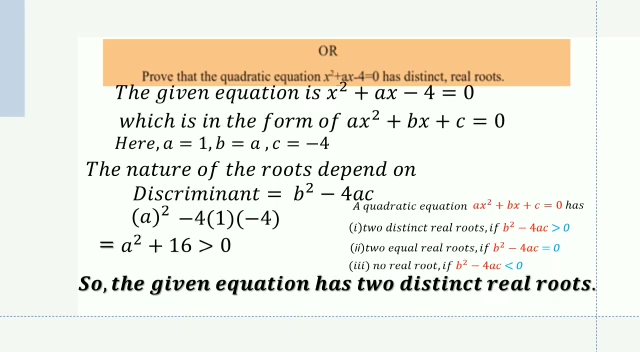 OR
Prove that the quadratic equation x²+ax-4=0 has distinct, real roots.
The given equation is x² + ax − 4 = 0
which is in the form of ax² + bx + c = 0
Here, a = 1, b = a , c = −4
The nature of the roots depend on
Discriminant = b² − 4ac
(a)² −4(1)(−4)
= a² + 16 > 0
A quadratic equation ax² + bx + c = 0 has
(i)two distinct real roots, if b² − 4ac > 0
(ii)two equal real roots, if b² − 4ac = 0
(iii) no real root, if b² − 4ac < 0
So, the given equation has two distinct real roots.